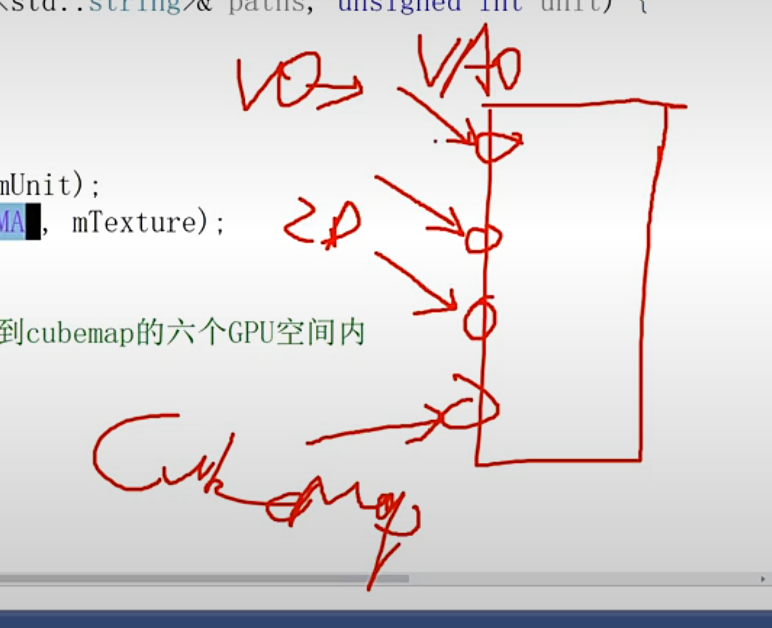 std::string>& paths, unsigned int unit) {
VAO
mUnit);
MA , mTexture);
2D
到cubemap的六个GPU空间内
CubeMap